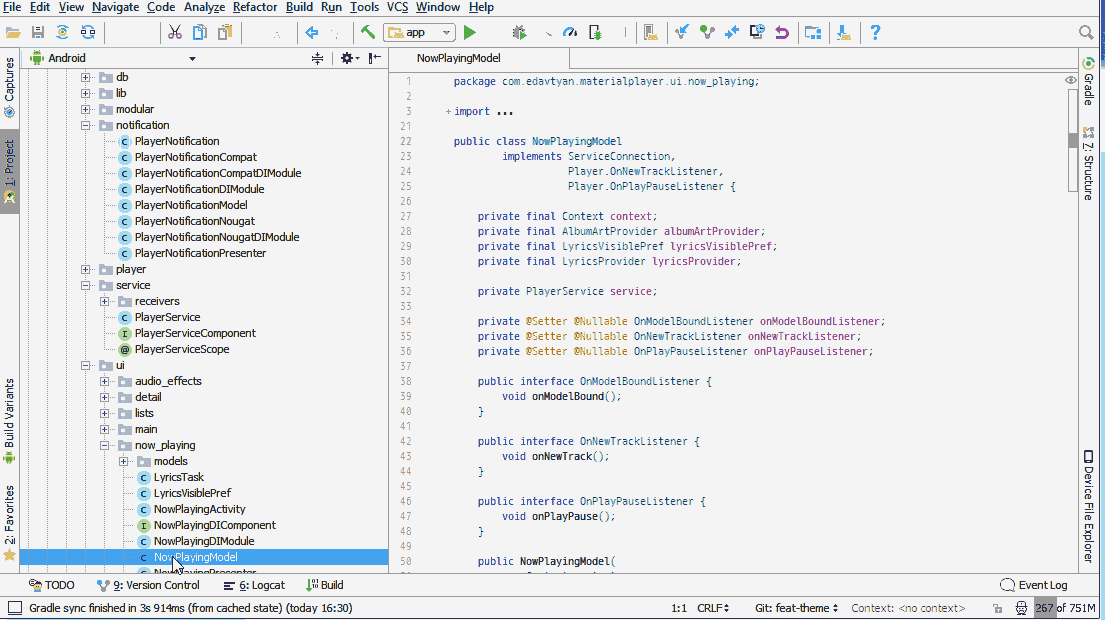 File Edit View Navigate Code Analyze Refactor Build Run Tools VCS Window Help
app
Captures
1: Project
Build Variants
2: Favorites
Android
db
lib
modular
notification
PlayerNotification
PlayerNotificationCompat
PlayerNotificationCompatDIModule
PlayerNotificationDIModule
PlayerNotificationModel
PlayerNotificationNougat
PlayerNotificationNougatDIModule
PlayerNotificationPresenter
player
service
receivers
PlayerService
PlayerServiceComponent
PlayerServiceScope
ui
audio_effects
detail
lists
main
now_playing
models
LyricsTask
LyricsVisiblePref
NowPlayingActivity
NowPlayingDIComponent
NowPlayingDIModule
NowPlayingModel
NowPlayingPresenter
NowPlayingModel
1 package com.edavtyan.materialplayer.ui.now_playing;
2
3 +import ...
21
22 public class NowPlayingModel
23 implements ServiceConnection,
24 Player.OnNewTrackListener,
25 Player.OnPlayPauseListener {
26
27 private final Context context;
28 private final AlbumArtProvider albumArtProvider;
29 private final LyricsVisiblePref lyricsVisiblePref;
30 private final LyricsProvider lyricsProvider;
31
32 private PlayerService service;
33
34 private @Setter @Nullable OnModelBoundListener onModelBoundListener;
35 private @Setter @Nullable OnNewTrackListener onNewTrackListener;
36 private @Setter @Nullable OnPlayPauseListener onPlayPauseListener;
37
38 public interface OnModelBoundListener {
39 void onModelBound();
40 }
41
42 public interface OnNewTrackListener {
43 void onNewTrack();
44 }
45
46 public interface OnPlayPauseListener {
47 void onPlayPause();
48 }
49
50 public NowPlayingModel(
Gradle
Z: Structure
Device File Explorer
TODO 9: Version Control 6: Logcat Build Event Log
Gradle sync finished in 3s 914ms (from cached state) (today 16:30) 1:1 CRLF Git: feat-theme Context: <no context> 267 of 751M